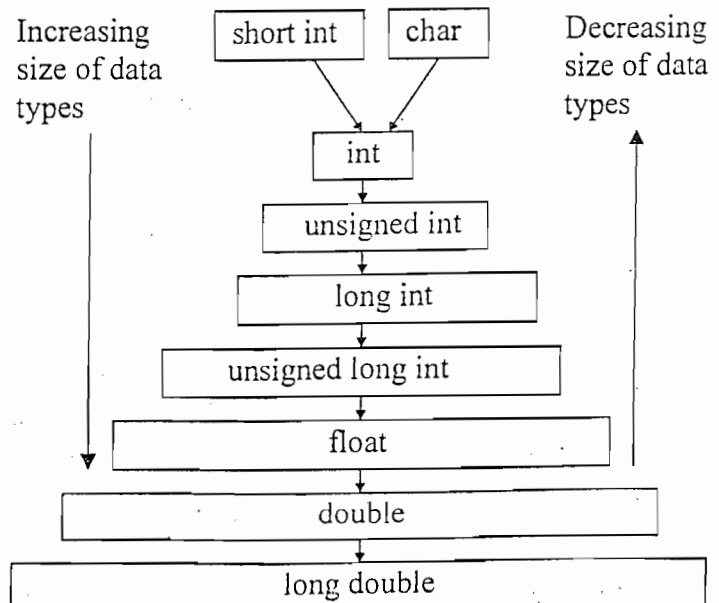 Increasing
size of data
types
short int
char
Decreasing
size of data
types
int
unsigned int
long int
unsigned long int
float
double
long double